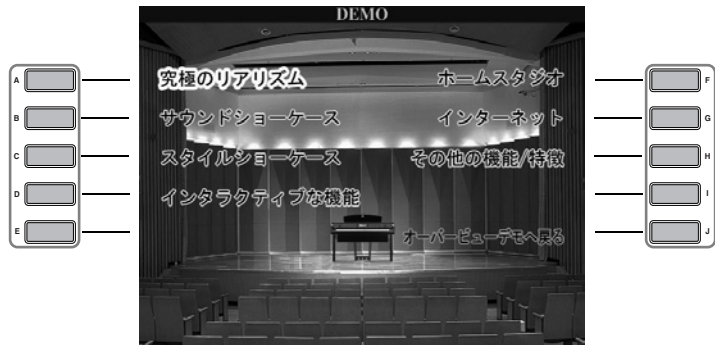 DEMO
A
究極のリアリズム
ホームスタジオ
F
B
サウンドショーケース
インターネット
G
C
スタイルショーケース
その他の機能/特徴
H
D
インタラクティブな機能
I
E
オーバービューデモへ戻る
J